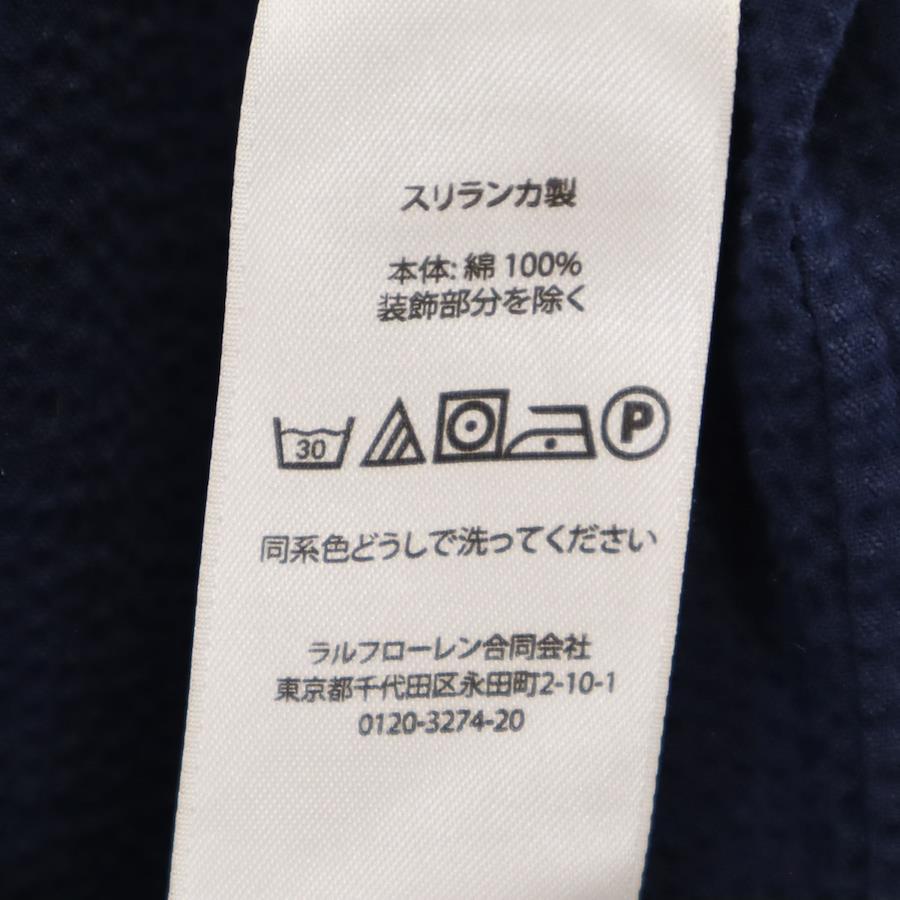 スリランカ製
本体: 綿 100%
装飾部分を除く
30 P
同系色どうしで洗ってください
ラルフローレン合同会社
東京都千代田区永田町2-10-1
0120-3274-20